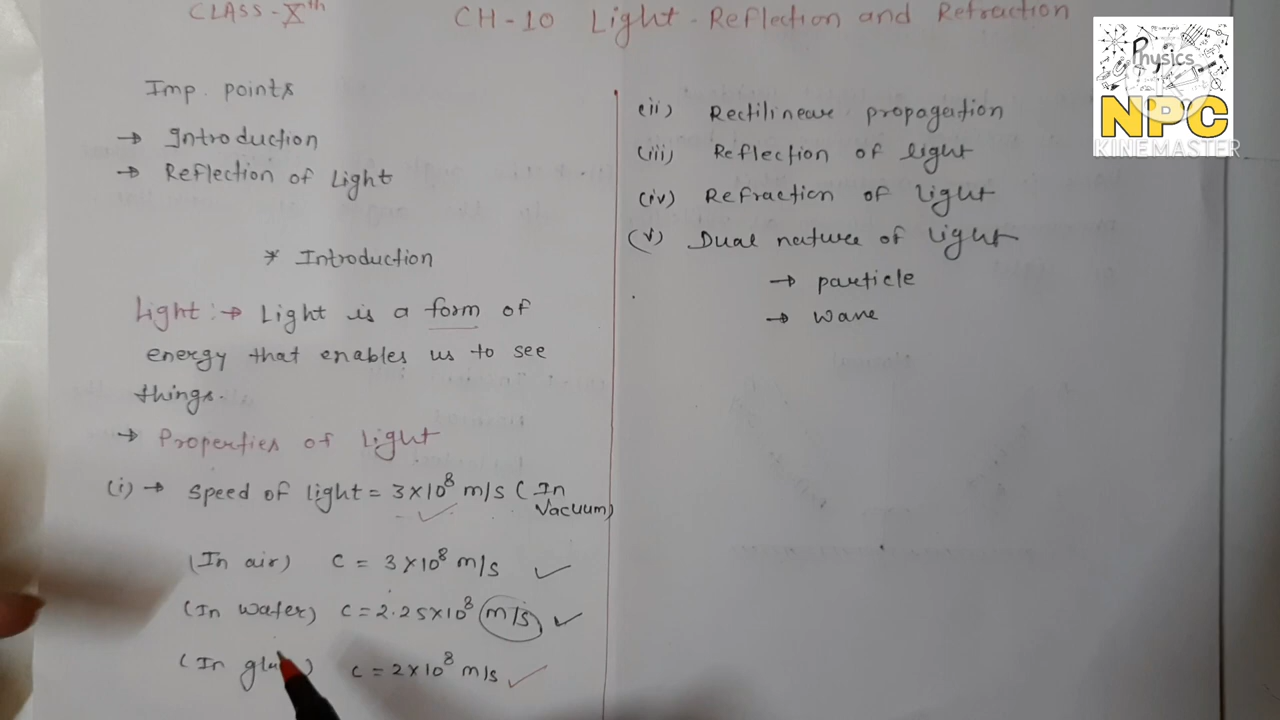 CLASS-Xth
CH-10 Light-Reflection and Refraction
Imp. points
→ Introduction
→ Reflection of Light
* Introduction
Light:→ Light is a form of
energy that enables us to see
things.
→ Properties of Light
(i) → Speed of light = 3×10⁸ m/s (In
Vacuum)
(In air) C = 3×10⁸ m/s ✓
(In water) C = 2.25×10⁸ m/s ✓
(In C = 2×10⁸ m/s ✓
(ii) Rectilinear propagation
(iii) Reflection of light
(iv) Refraction of light
(v) Dual nature of light
→ particle
→ wave
Physics
NPC
KINEMASTER